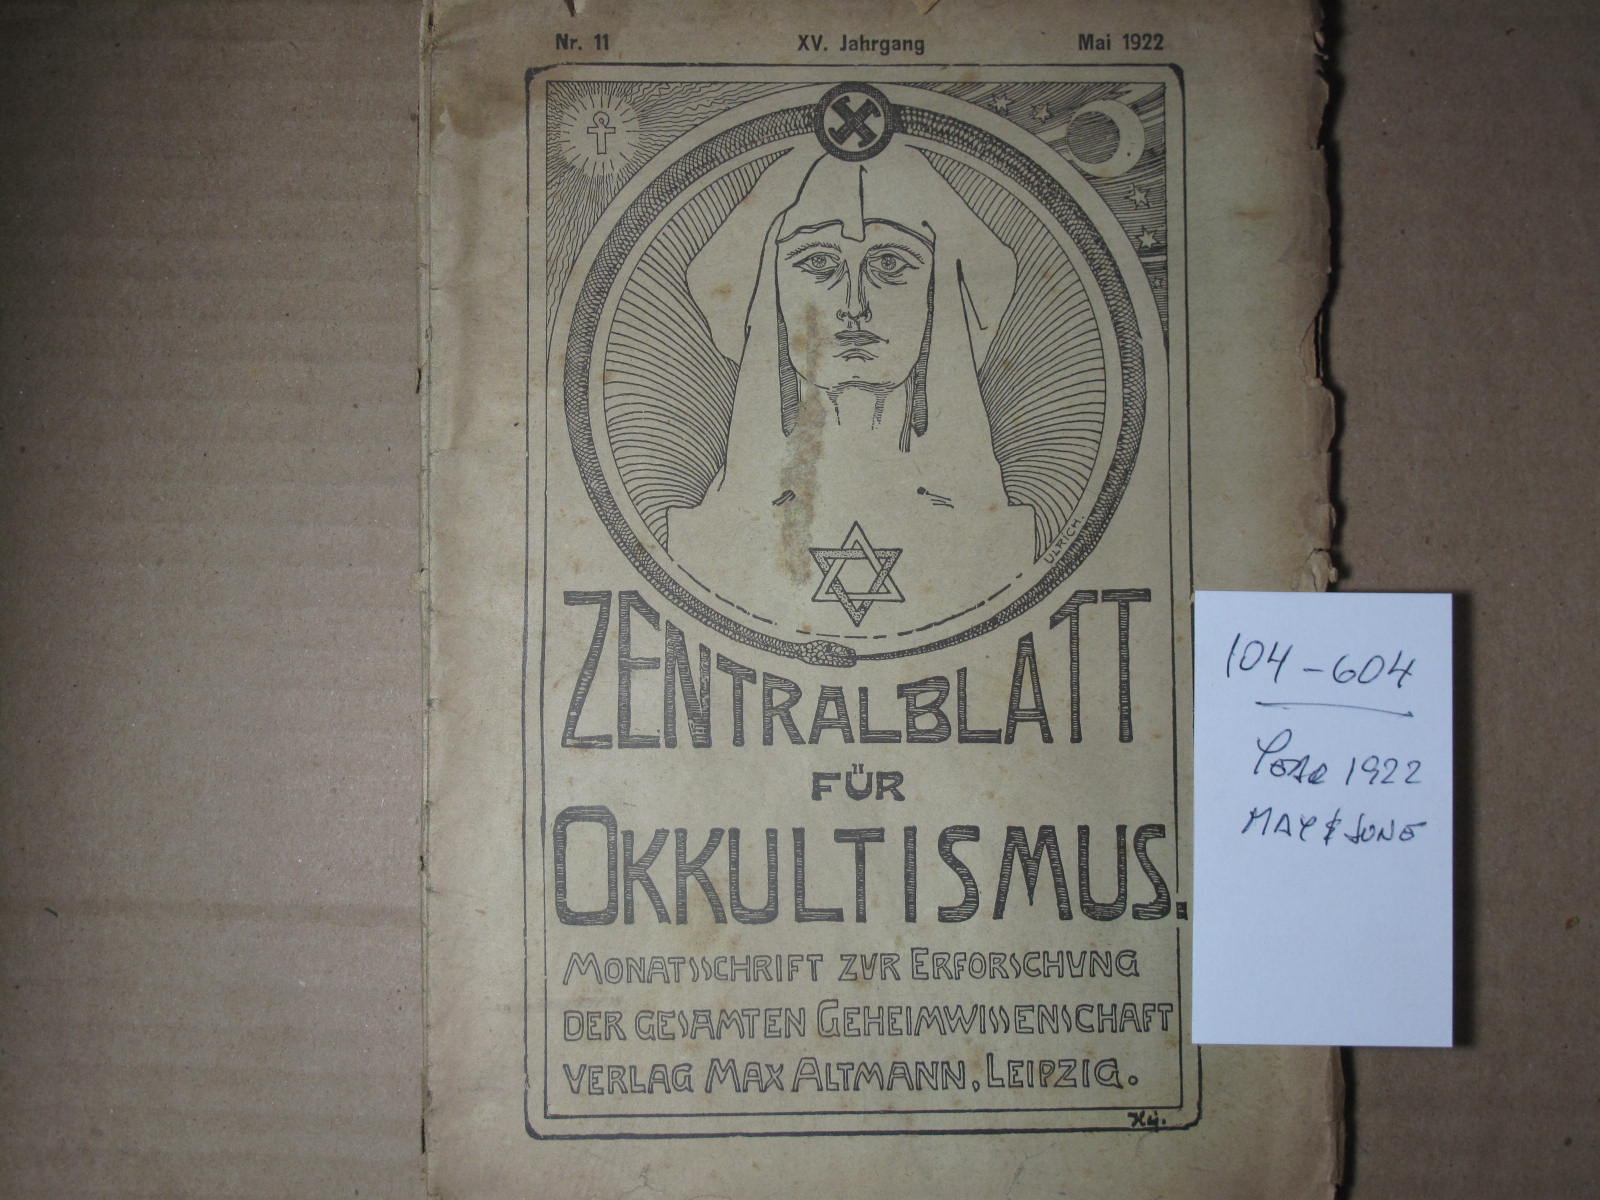 Nr. 11 XV. Jahrgang Mai 1922
ULRICH.
ZENTRALBLATT
FÜR
OKKULTISMUS.
MONATSSCHRIFT ZUR ERFORSCHUNG
DER GESAMTEN GEHEIMWISSENSCHAFT
VERLAG MAX ALTMANN, LEIPZIG.
104-604
YEAR 1922
MAY & JUNE